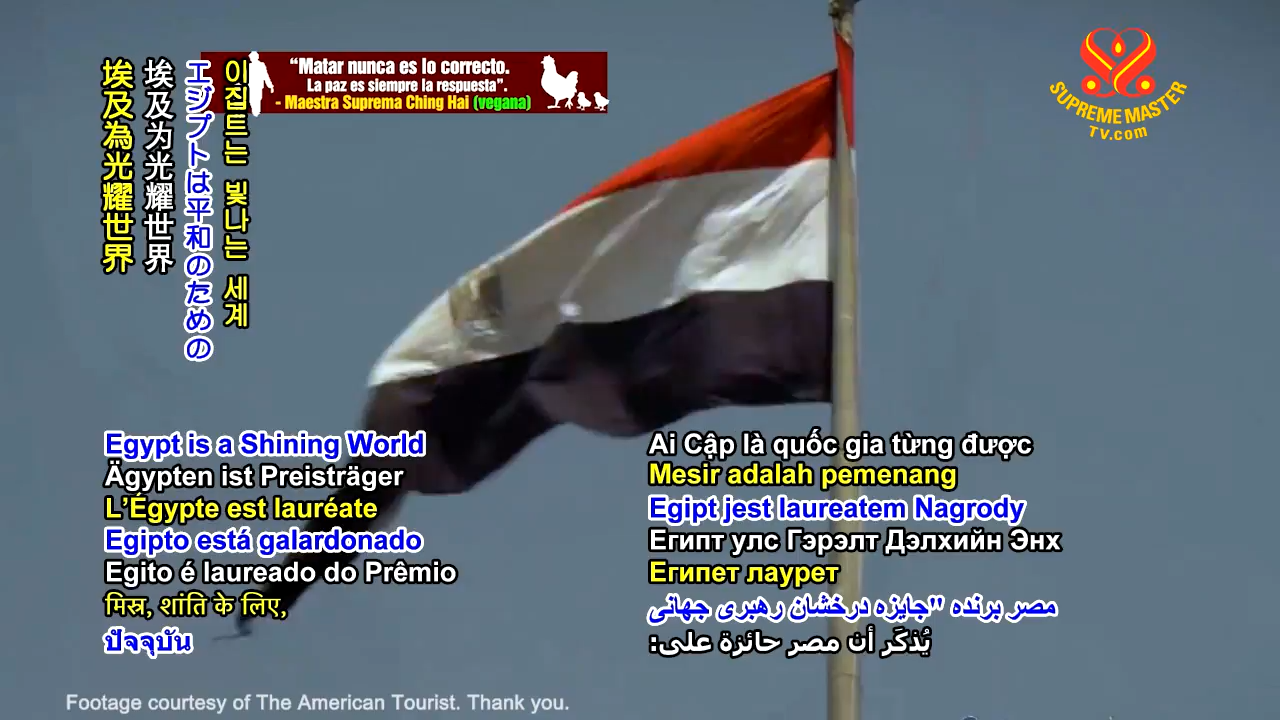 “Matar nunca es lo correcto.
La paz es siempre la respuesta”.
- Maestra Suprema Ching Hai (vegana)
SUPREME MASTER
TV.com
이집트는 빛나는 세계
エジプトは平和のための
埃及为光耀世界
埃及為光耀世界
Egypt is a Shining World
Ägypten ist Preisträger
L’Égypte est lauréate
Egipto está galardonado
Egito é laureado do Prêmio
मिस्र, शांति के लिए,
ปัจจุบัน
Ai Cập là quốc gia từng được
Mesir adalah pemenang
Egipt jest laureatem Nagrody
Египт улс Гэрэлт Дэлхийн Энх
Египет лаурет
مصر برنده "جایزه درخشان رهبری جهانی
يُذكَر أن مصر حائزة على:
Footage courtesy of The American Tourist. Thank you.